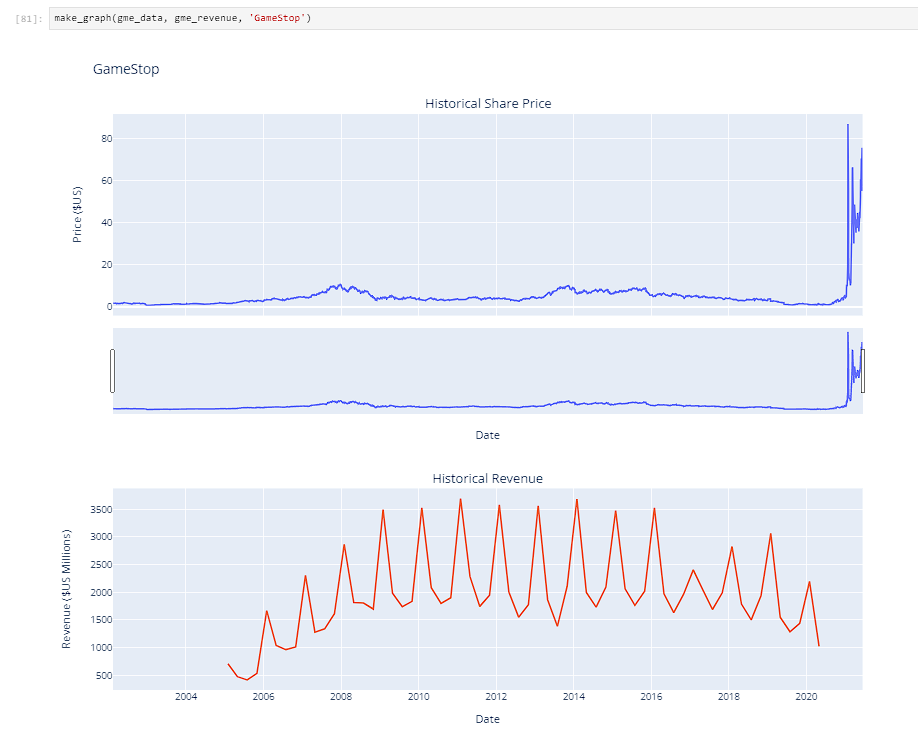 [81]: make_graph(gme_data, gme_revenue, 'GameStop')
GameStop
Historical Share Price
Price ($US)
80
60
40
20
0
Date
Historical Revenue
Revenue ($US Millions)
3500
3000
2500
2000
1500
1000
500
2004 2006 2008 2010 2012 2014 2016 2018 2020
Date